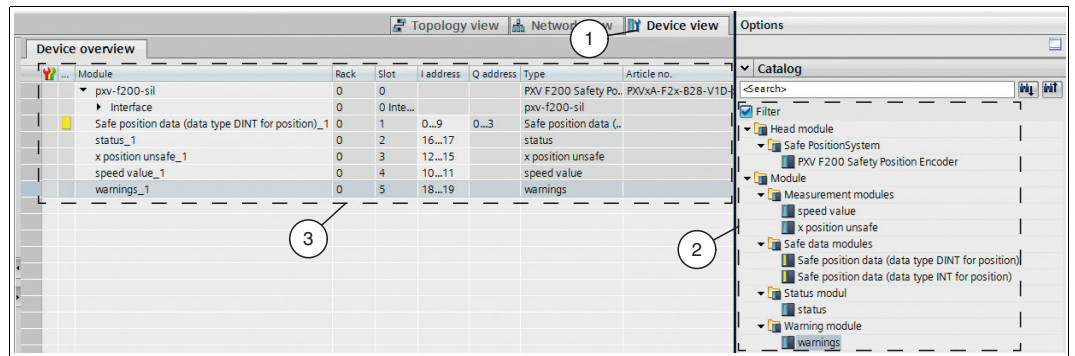 Topology view Network view Device view Options
1
Device overview
... Module Rack Slot I address Q address Type Article no.
Catalog
pxv-f200-sil 0 0 PXV F200 Safety Po.. PXVxA-F2x-B28-V1D-
<Search>
Interface 0 0 Inte... pxv-f200-sil
Filter
Safe position data (data type DINT for position)_1 0 1 0...9 0...3 Safe position data (..
Head module
status_1 0 2 16...17 status
Safe PositionSystem
x position unsafe_1 0 3 12...15 x position unsafe
PXV F200 Safety Position Encoder
speed value_1 0 4 10...11 speed value
Module
warnings_1 0 5 18...19 warnings
Measurement modules
speed value
x position unsafe
3
2
Safe data modules
Safe position data (data type DINT for position)
Safe position data (data type INT for position)
Status modul
status
Warning module
warnings